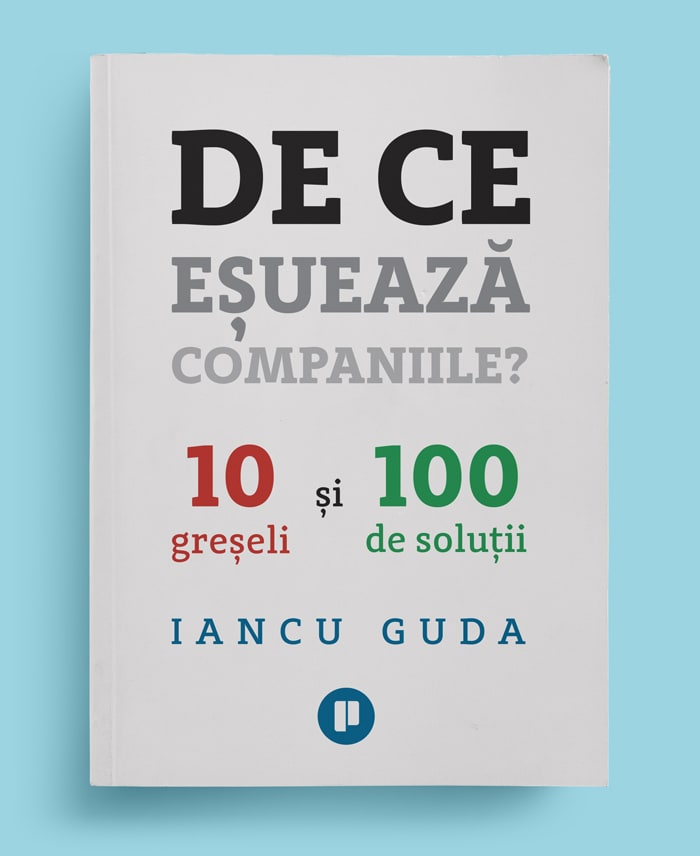 DE CE
EȘUEAZĂ
COMPANIILE?
10 și 100
greșeli de soluții
IANCU GUDA
P